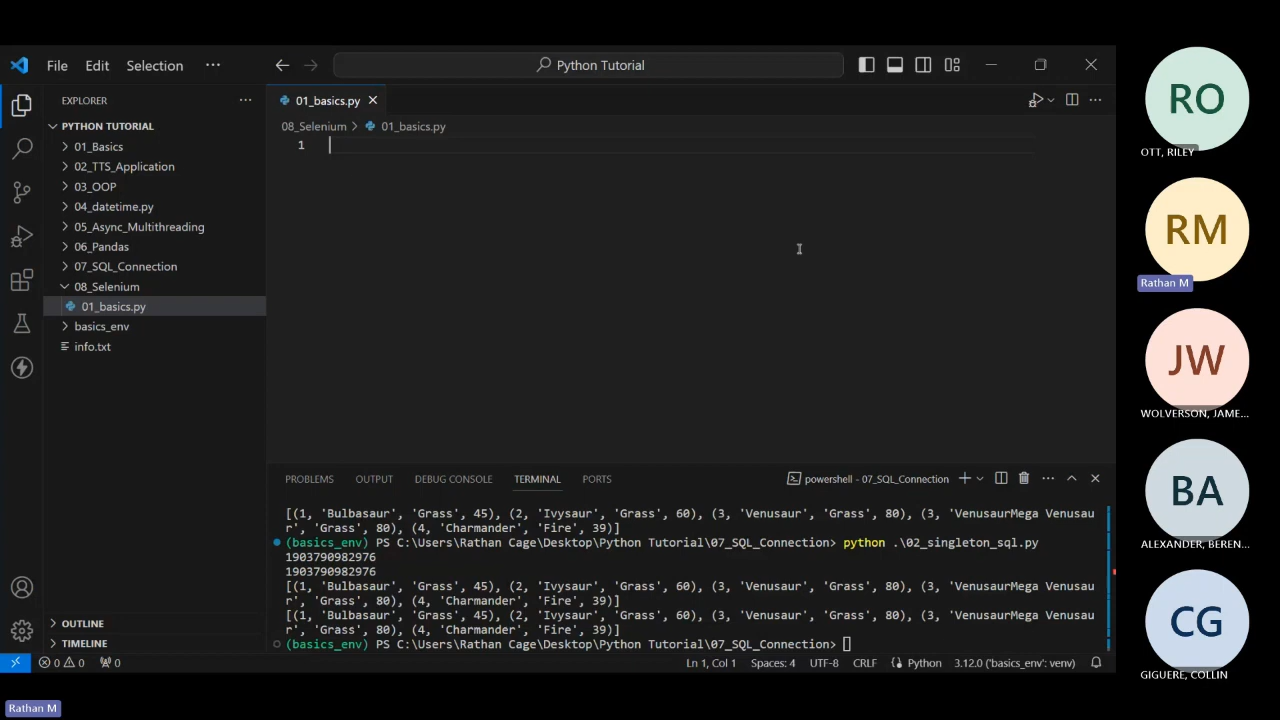 File Edit Selection ··· Python Tutorial
EXPLORER ···
PYTHON TUTORIAL
01_Basics
02_TTS_Application
03_OOP
04_datetime.py
05_Async_Multithreading
06_Pandas
07_SQL_Connection
08_Selenium
01_basics.py
basics_env
info.txt
OUTLINE
TIMELINE
01_basics.py
08_Selenium > 01_basics.py
1
PROBLEMS OUTPUT DEBUG CONSOLE TERMINAL PORTS powershell - 07_SQL_Connection
[(1, 'Bulbasaur', 'Grass', 45), (2, 'Ivysaur', 'Grass', 60), (3, 'Venusaur', 'Grass', 80), (3, 'VenusaurMega Venusau
r', 'Grass', 80), (4, 'Charmander', 'Fire', 39)]
(basics_env) PS C:\Users\Rathan Cage\Desktop\Python Tutorial\07_SQL_Connection> python .\02_singleton_sql.py
1903790982976
1903790982976
[(1, 'Bulbasaur', 'Grass', 45), (2, 'Ivysaur', 'Grass', 60), (3, 'Venusaur', 'Grass', 80), (3, 'VenusaurMega Venusau
r', 'Grass', 80), (4, 'Charmander', 'Fire', 39)]
[(1, 'Bulbasaur', 'Grass', 45), (2, 'Ivysaur', 'Grass', 60), (3, 'Venusaur', 'Grass', 80), (3, 'VenusaurMega Venusau
r', 'Grass', 80), (4, 'Charmander', 'Fire', 39)]
(basics_env) PS C:\Users\Rathan Cage\Desktop\Python Tutorial\07_SQL_Connection>
0 0 0 Ln 1, Col 1 Spaces: 4 UTF-8 CRLF Python 3.12.0 ('basics_env': venv)
RO
OTT, RILEY
RM
Rathan M
JW
WOLVERSON, JAME...
BA
ALEXANDER, BEREN...
CG
GIGUERE, COLLIN
Rathan M